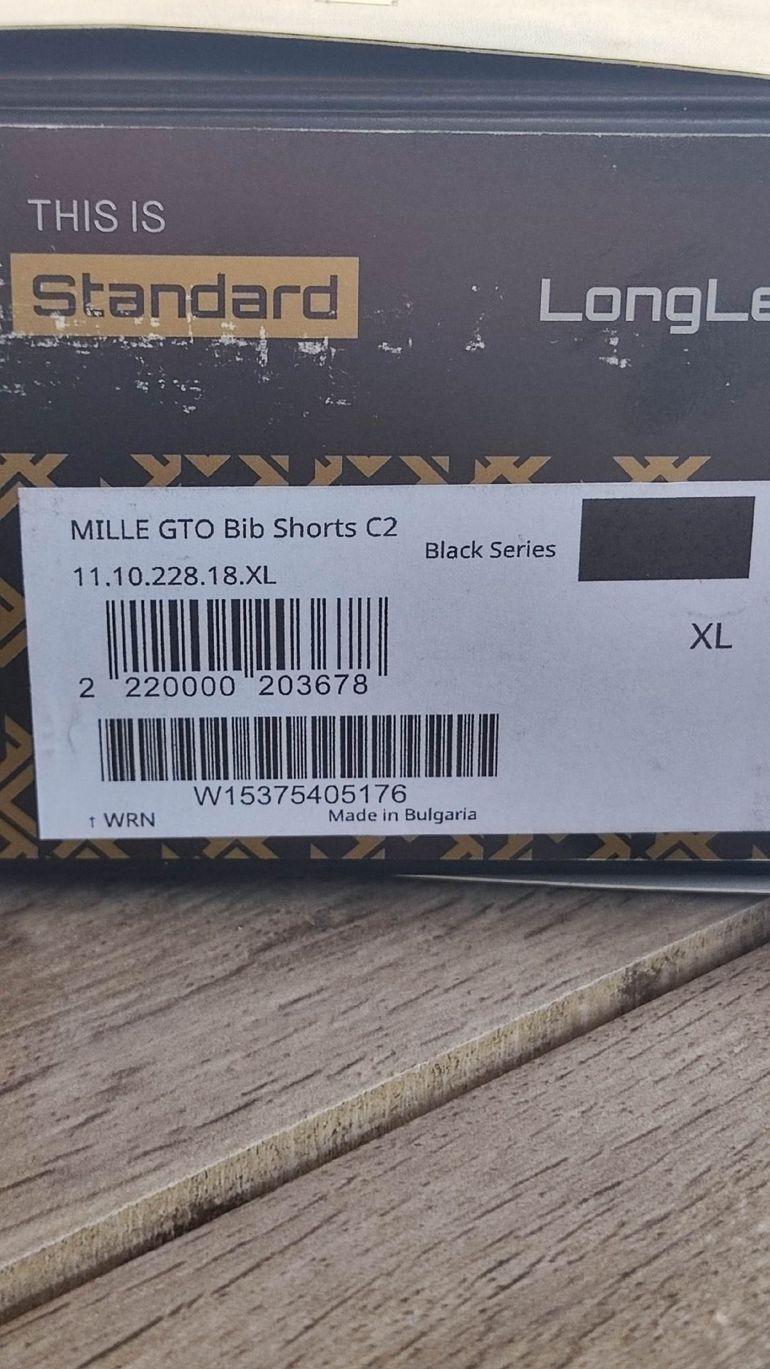 THIS IS
Standard
LongLe
MILLE GTO Bib Shorts C2
Black Series
11.10.228.18.XL
XL
2 220000 203678
W15375405176
↑ WRN
Made in Bulgaria